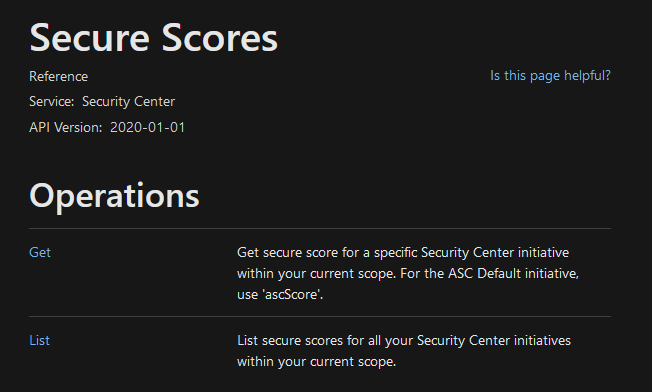 Secure Scores
Reference
Is this page helpful?
Service: Security Center
API Version: 2020-01-01
Operations
Get
Get secure score for a specific Security Center initiative
within your current scope. For the ASC Default initiative,
use 'ascScore'.
List
List secure scores for all your Security Center initiatives
within your current scope.